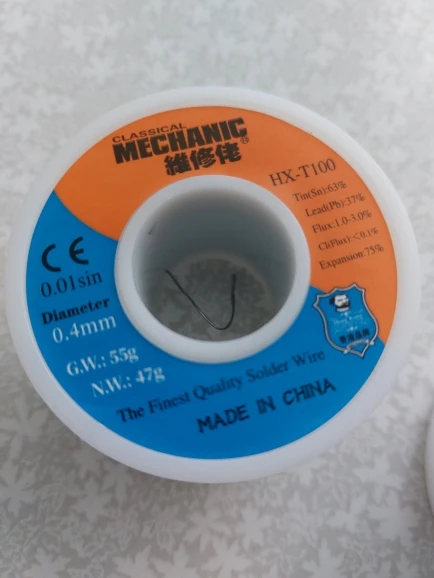 CLASSICAL
MECHANIC®
維修佬
HX-T100
Tin(Sn):63%
Lead(Pb):37%
Flux:1.0-3.0%
Cl(Flux):<0.1%
Expansion:75%
CE
0.01sin
Diameter
0.4mm
G.W.: 55g
N.W.: 47g
The Finest Quality Solder Wire
MADE IN CHINA